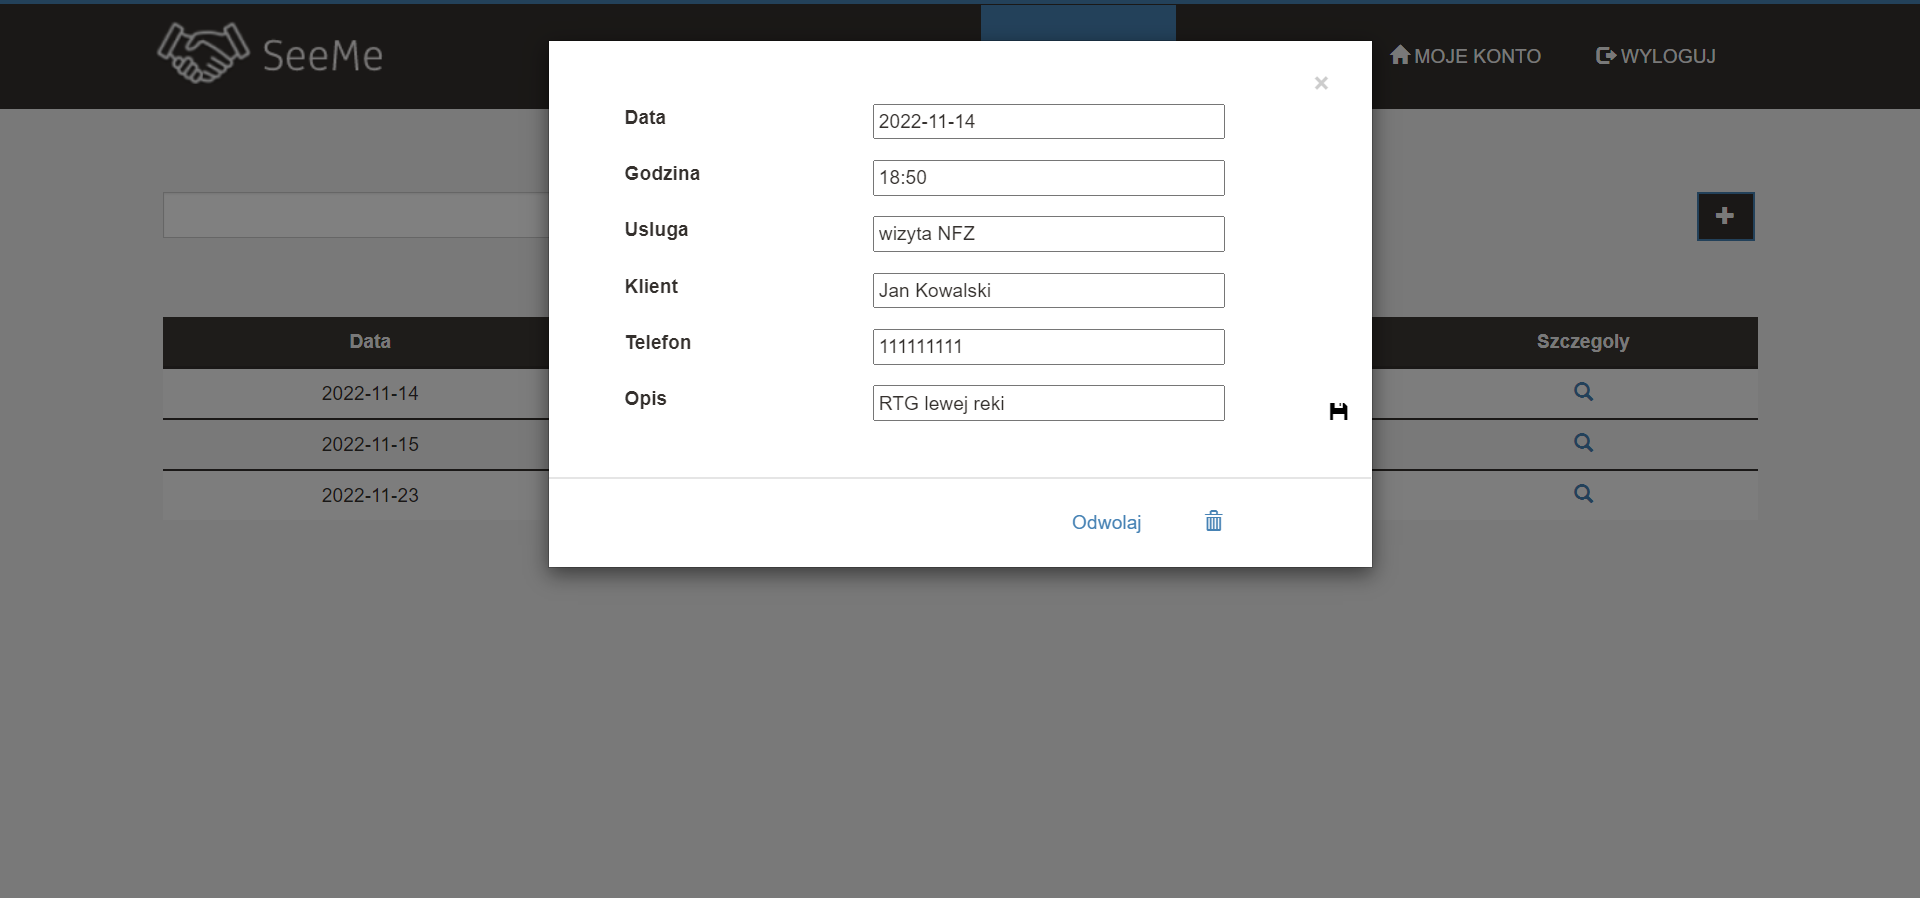 SeeMe
MOJE KONTO
WYLOGUJ
×
Data
2022-11-14
Godzina
18:50
Usluga
wizyta NFZ
Klient
Jan Kowalski
Telefon
111111111
Opis
RTG lewej reki
Odwolaj
Data
Szczegoly
2022-11-14
2022-11-15
2022-11-23